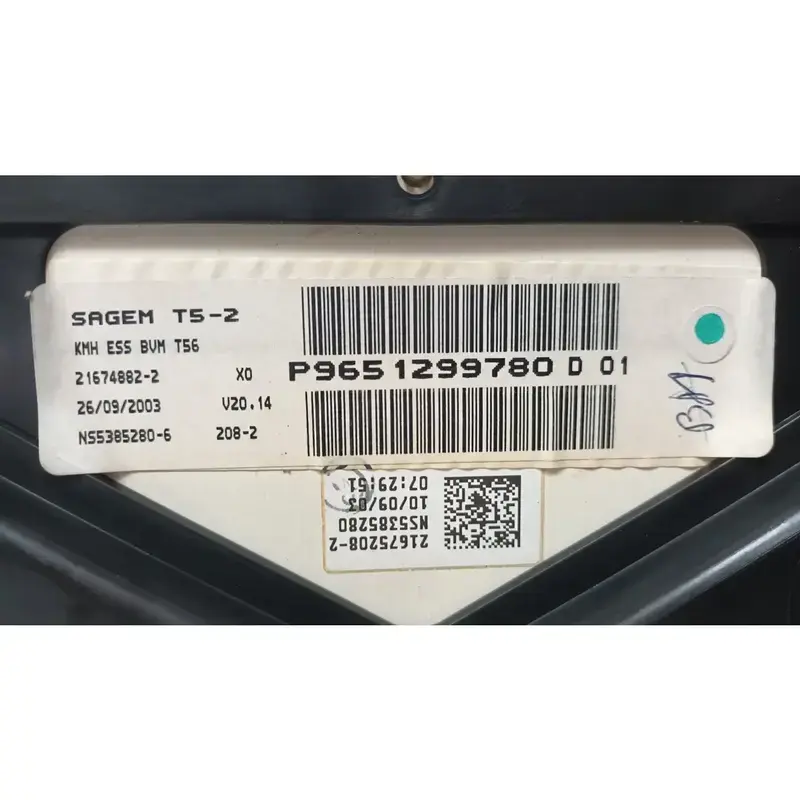 SAGEM T5-2
KMH ESS BVM T56
21674882-2 X0
26/09/2003 V20.14
NS5385280-6 208-2
P9651299780 D 01
21675208-2
NS5385280
10/09/03
07:29:51